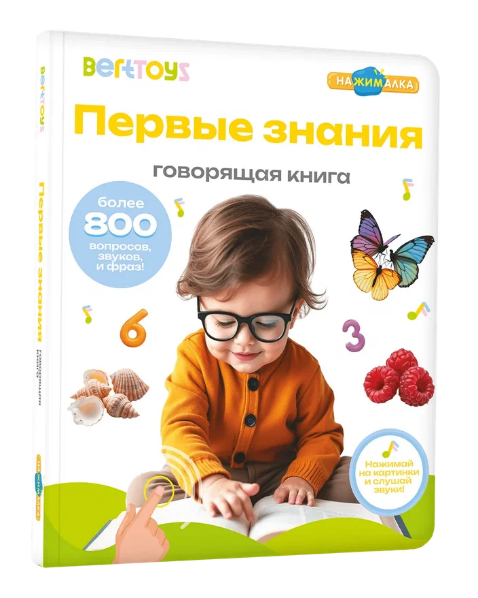 BertToys
НАЖИМАЛКА
Первые знания
говорящая книга
более
800
вопросов,
звуков,
и фраз!
6
3
Нажимай
на картинки
и слушай
звуки!
BertToys
Первые знания
НАЖИМАЛКА